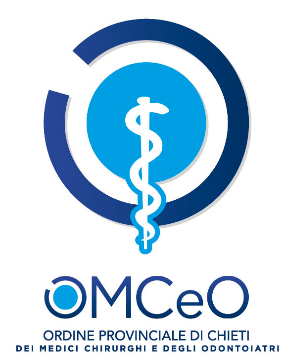 OMCeO
ORDINE PROVINCIALE DI CHIETI
DEI MEDICI CHIRURGHI E DEGLI ODONTOIATRI